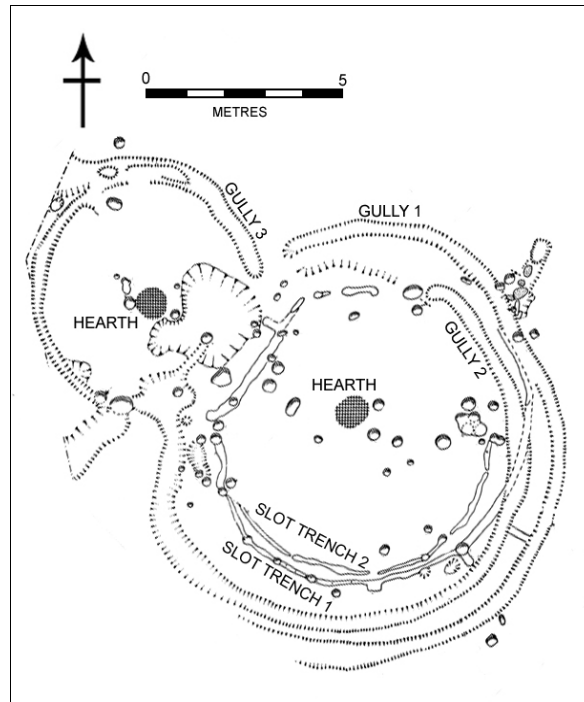 0
5
METRES
GULLY 3
GULLY 1
HEARTH
GULLY 2
HEARTH
SLOT TRENCH 2
SLOT TRENCH 1